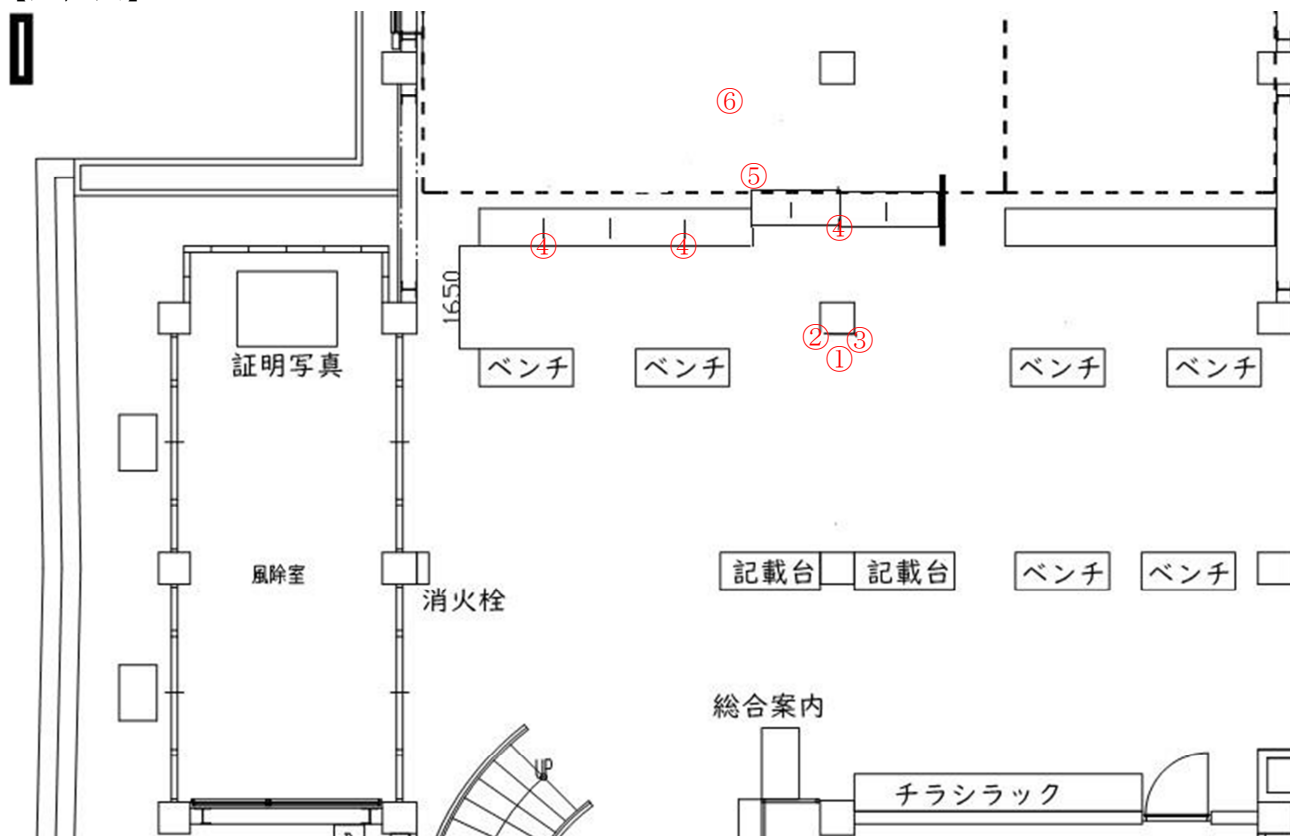 ⑥
⑤
④ ④ ④
1650
② ③
①
証明写真
ベンチ ベンチ ベンチ ベンチ
風除室
消火栓
記載台 記載台 ベンチ ベンチ
総合案内
UP
チラシラック